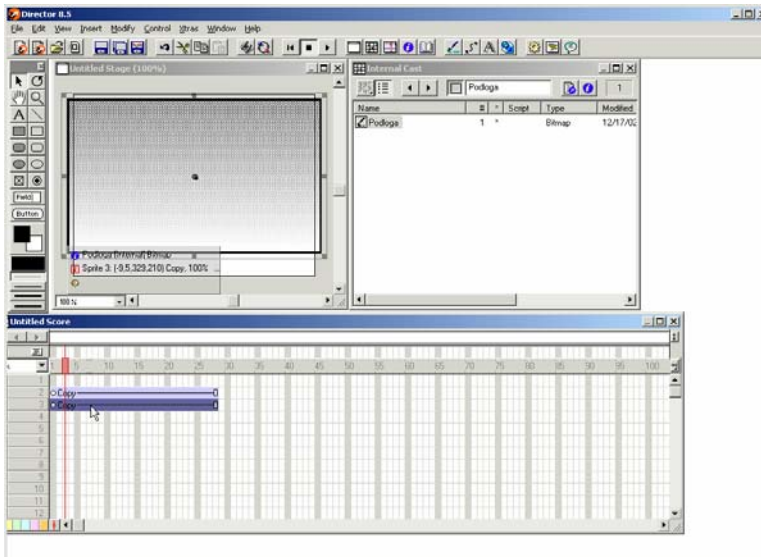 Director 8.5
File Edit View Insert Modify Control Xtras Window Help
Untitled Stage (100%)
Internal Cast
Podloga
1
Name # * Script Type Modified
Podloga 1 * Bitmap 12/17/02
Field
Button
Podloga (Internal) Bitmap
Sprite 3: (-9,5,329,210) Copy, 100% ...
100%
Untitled Score
1 5 10 15 20 25 30 35 40 45 50 55 60 65 70 75 80 85 90 95 100
1
2 Copy
3 Copy
4
5
6
7
8
9
10
11
12